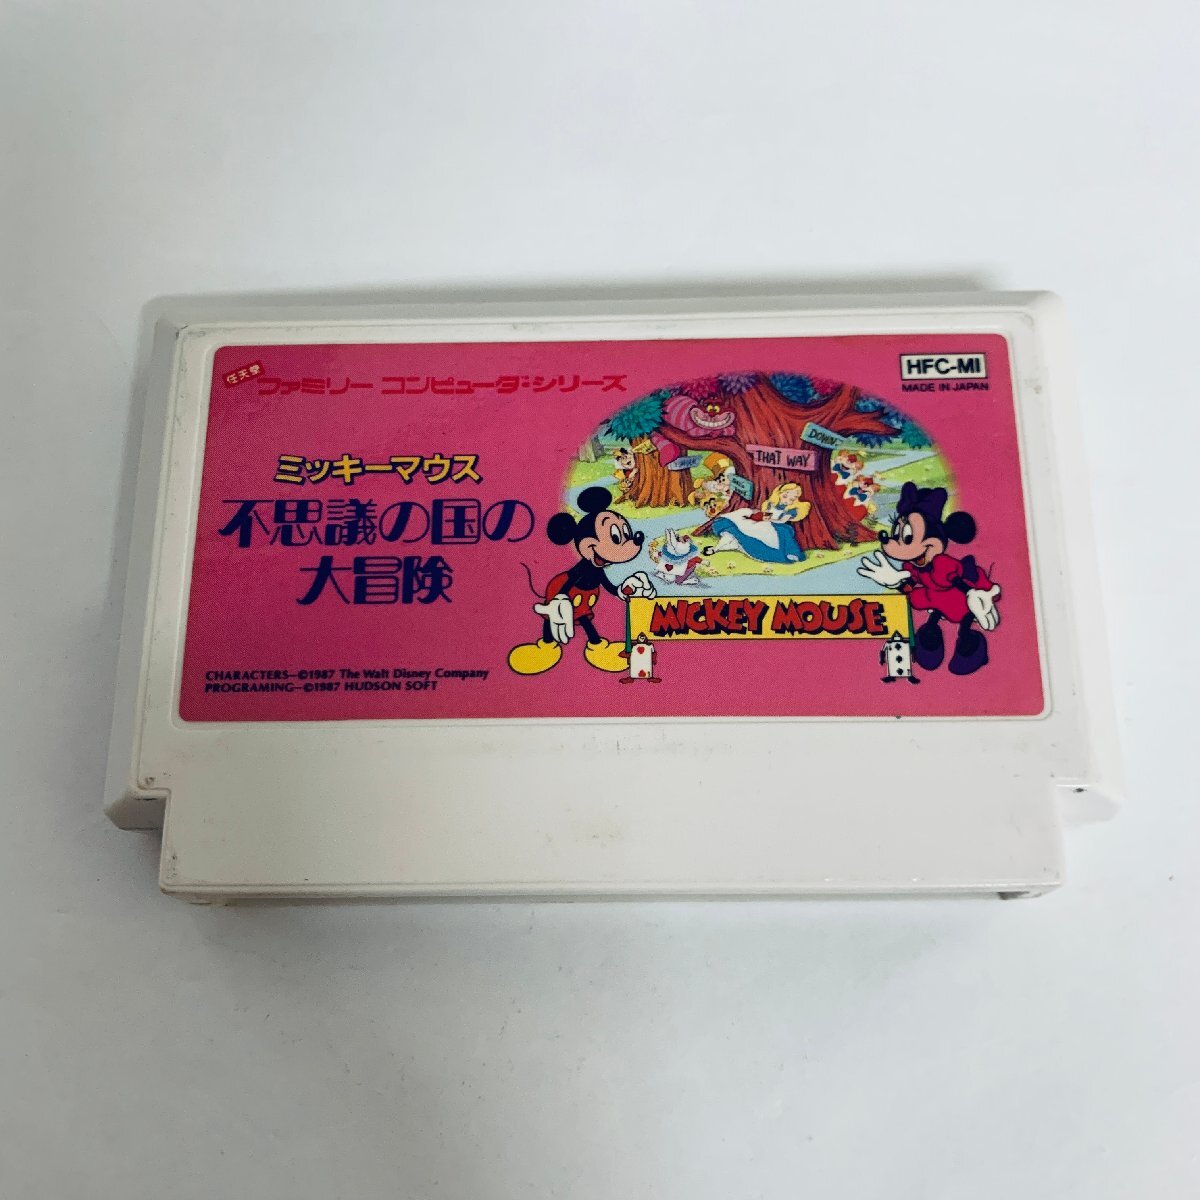 任天堂
ファミリー コンピュータ・シリーズ
HFC-MI
MADE IN JAPAN
ミッキーマウス
不思議の国の
大冒険
DOWN
THAT WAY
MICKEY MOUSE
CHARACTERS—©1987 The Walt Disney Company
PROGRAMING—©1987 HUDSON SOFT